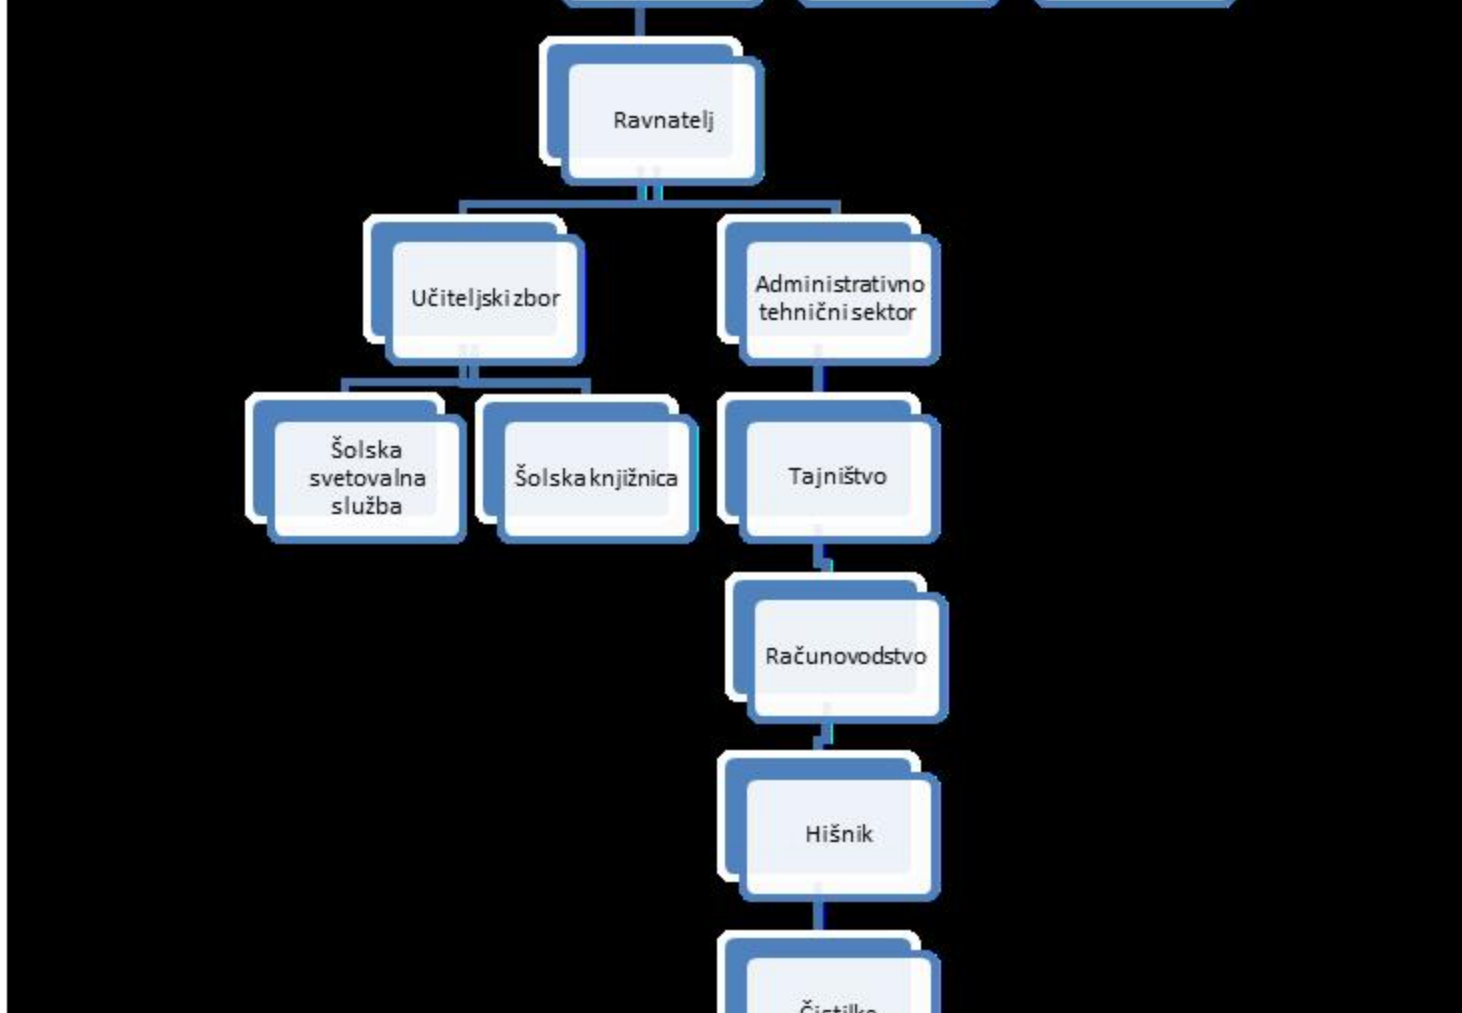 Ravnatelj
Učiteljski zbor
Administrativno
tehnični sektor
Šolska
svetovalna
služba
Šolska knjižnica
Tajništvo
Računovodstvo
Hišnik